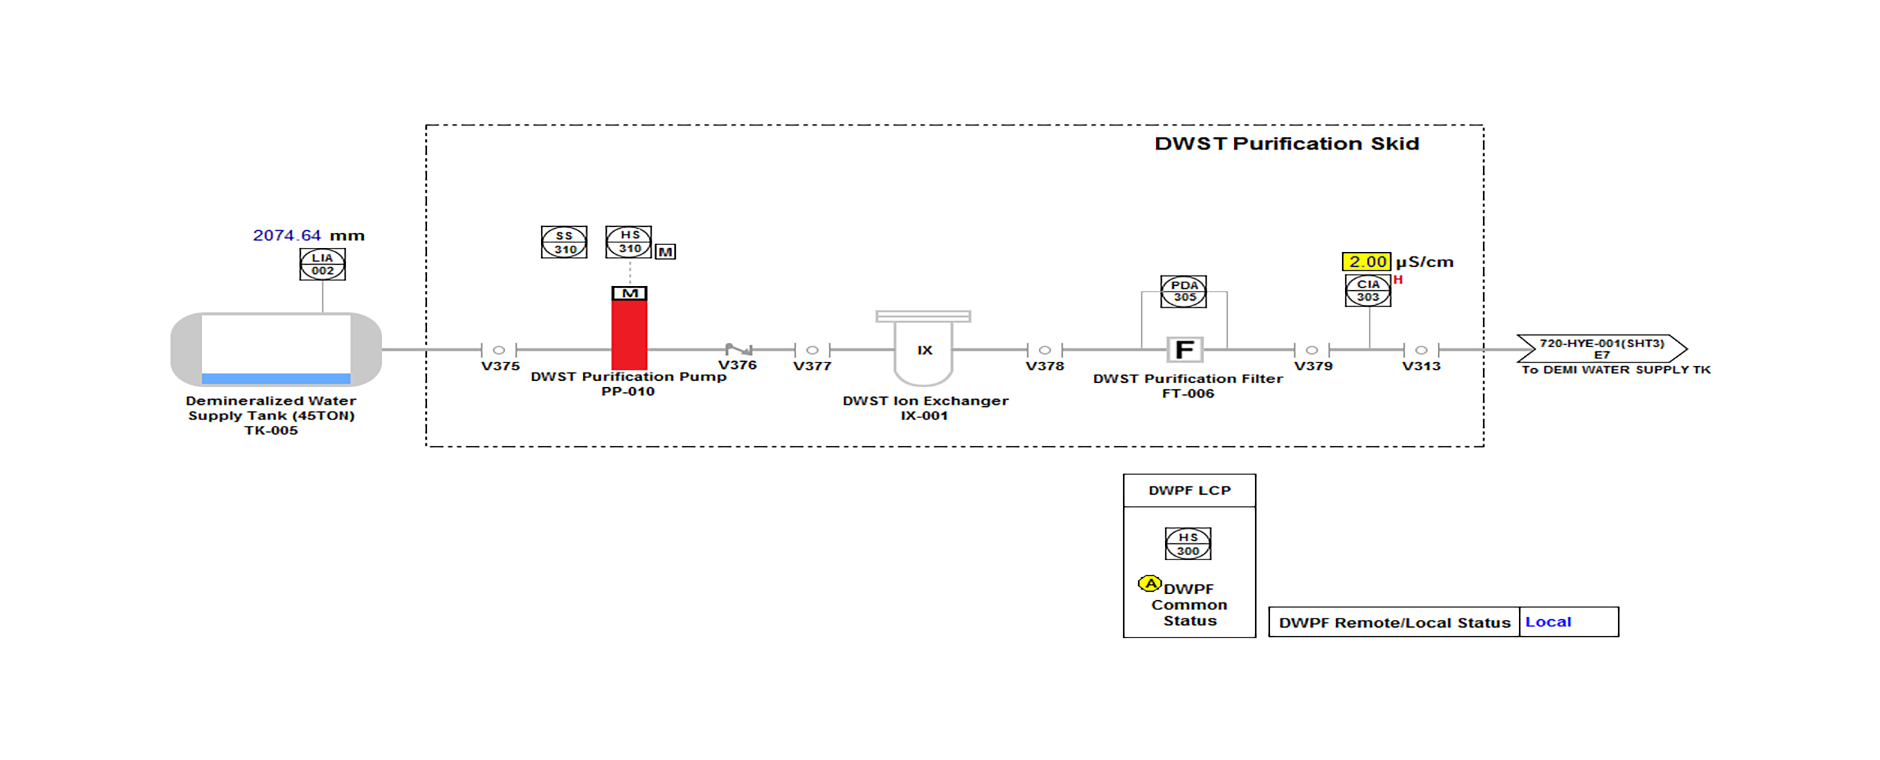 DWST Purification Skid
2074.64 mm
LIA
002
SS
310
HS
310
M
M
PDA
305
2.00 µS/cm
CIA
303
H
IX
F
V375
DWST Purification Pump
PP-010
V376
V377
V378
DWST Purification Filter
FT-006
V379
V313
720-HYE-001(SHT3)
E7
To DEMI WATER SUPPLY TK
Demineralized Water
Supply Tank (45TON)
TK-005
DWST Ion Exchanger
IX-001
DWPF LCP
HS
300
A
DWPF
Common
Status
DWPF Remote/Local Status Local